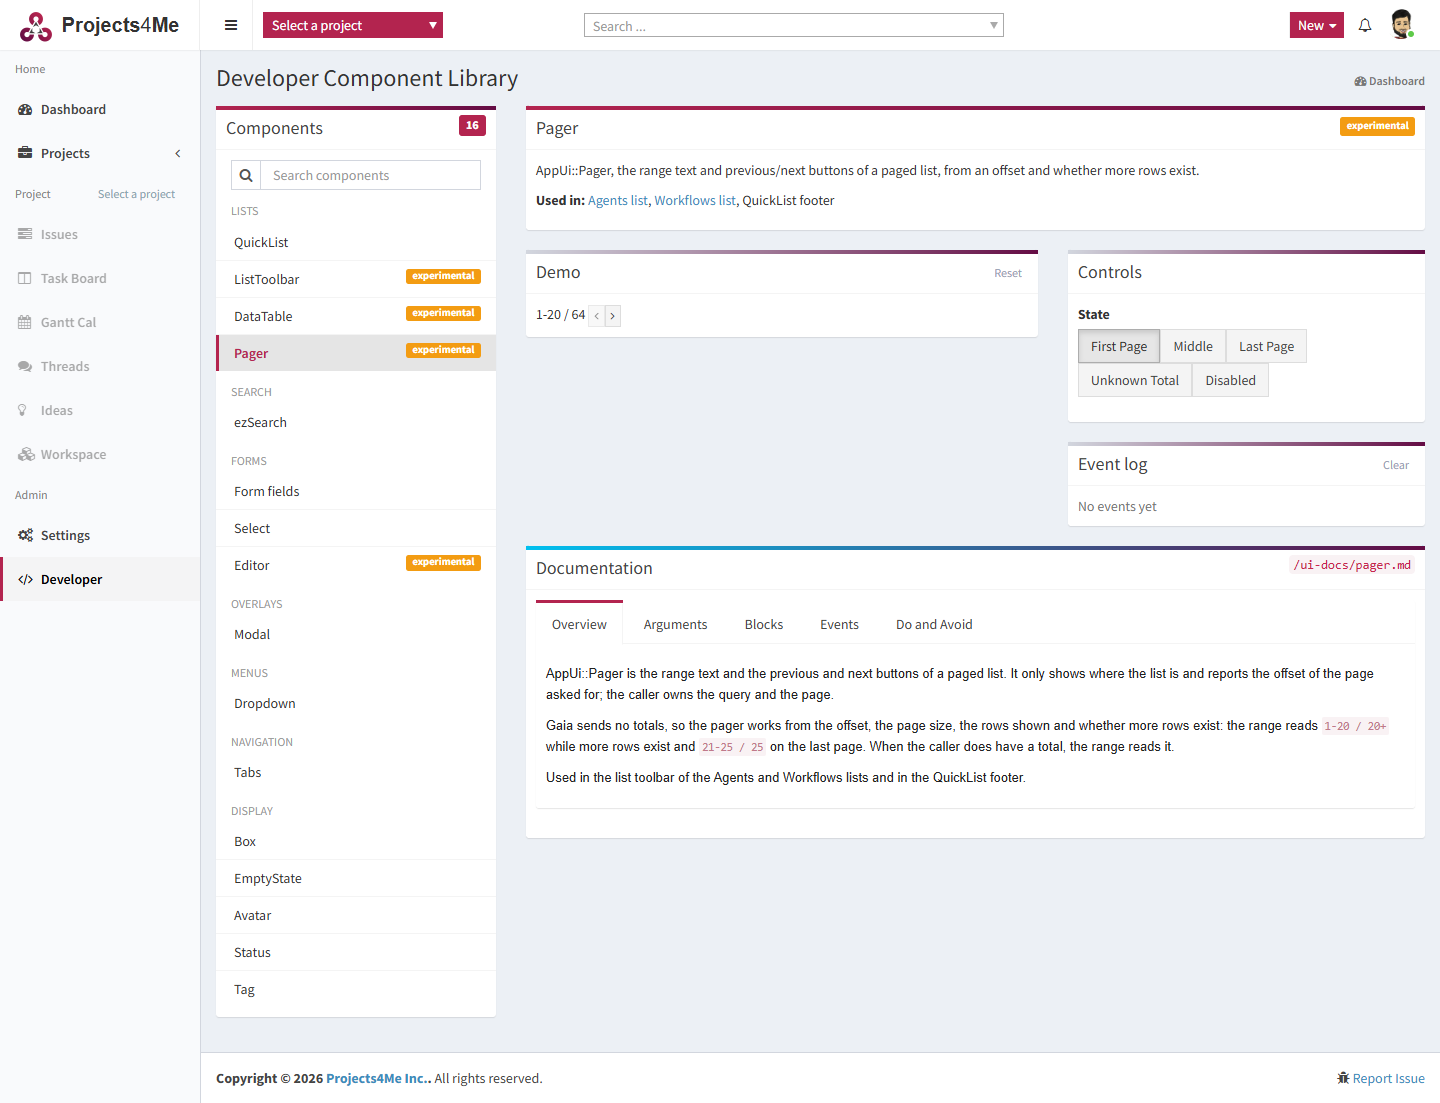 Projects4Me
Select a project
Search ...
New
Home
Dashboard
Projects
Project
Select a project
Issues
Task Board
Gantt Cal
Threads
Ideas
Workspace
Admin
Settings
Developer
Developer Component Library
Dashboard
Components
16
Search components
LISTS
QuickList
ListToolbar
experimental
DataTable
experimental
Pager
experimental
SEARCH
ezSearch
FORMS
Form fields
Select
Editor
experimental
OVERLAYS
Modal
MENUS
Dropdown
NAVIGATION
Tabs
DISPLAY
Box
EmptyState
Avatar
Status
Tag
Pager
experimental
AppUi::Pager, the range text and previous/next buttons of a paged list, from an offset and whether more rows exist.
Used in: Agents list, Workflows list, QuickList footer
Demo
Reset
1-20 / 64
Controls
State
First Page
Middle
Last Page
Unknown Total
Disabled
Event log
Clear
No events yet
Documentation
/ui-docs/pager.md
Overview
Arguments
Blocks
Events
Do and Avoid
AppUi::Pager is the range text and the previous and next buttons of a paged list. It only shows where the list is and reports the offset of the page
asked for; the caller owns the query and the page.
Gaia sends no totals, so the pager works from the offset, the page size, the rows shown and whether more rows exist: the range reads 1-20 / 20+
while more rows exist and 21-25 / 25 on the last page. When the caller does have a total, the range reads it.
Used in the list toolbar of the Agents and Workflows lists and in the QuickList footer.
Copyright © 2026 Projects4Me Inc.. All rights reserved.
Report Issue